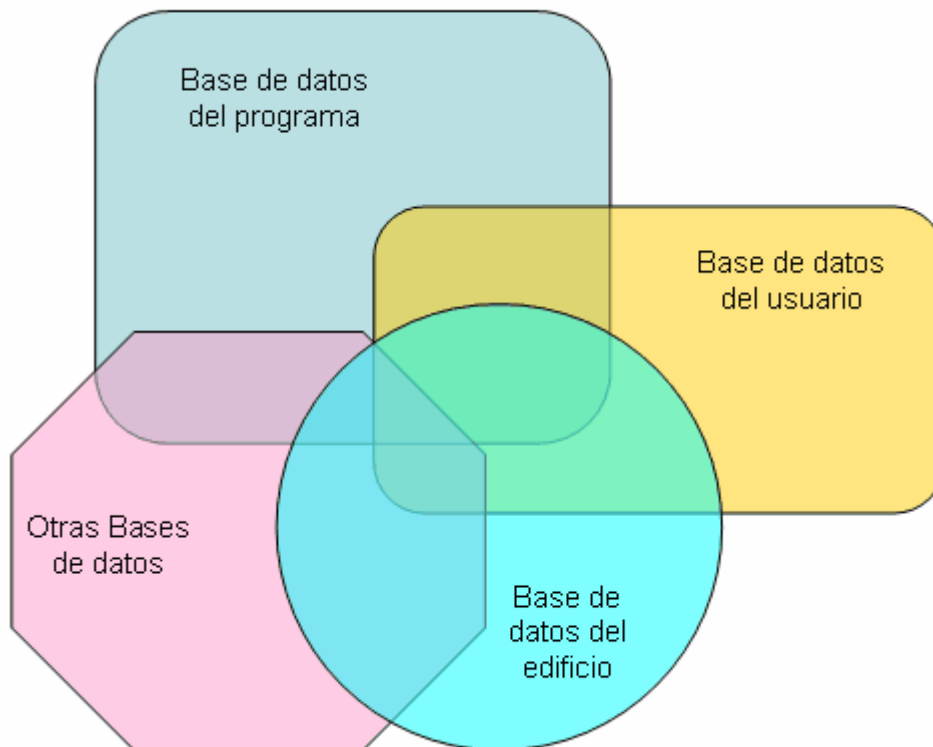 Base de datos
del programa
Base de datos
del usuario
Otras Bases
de datos
Base de
datos del
edificio